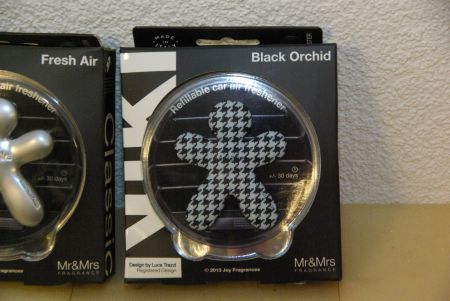 Fresh Air
air freshener
+/- 30 days
Classic
Mr&Mrs
FRAGRANCE
MADE IN ITALY
Black Orchid
NIKI
Refillable car air freshener
+/- 30 days
Design by Luca Trazzi
Registered Design
© 2013 Joy Fragrances
Mr&Mrs
FRAGRANCE